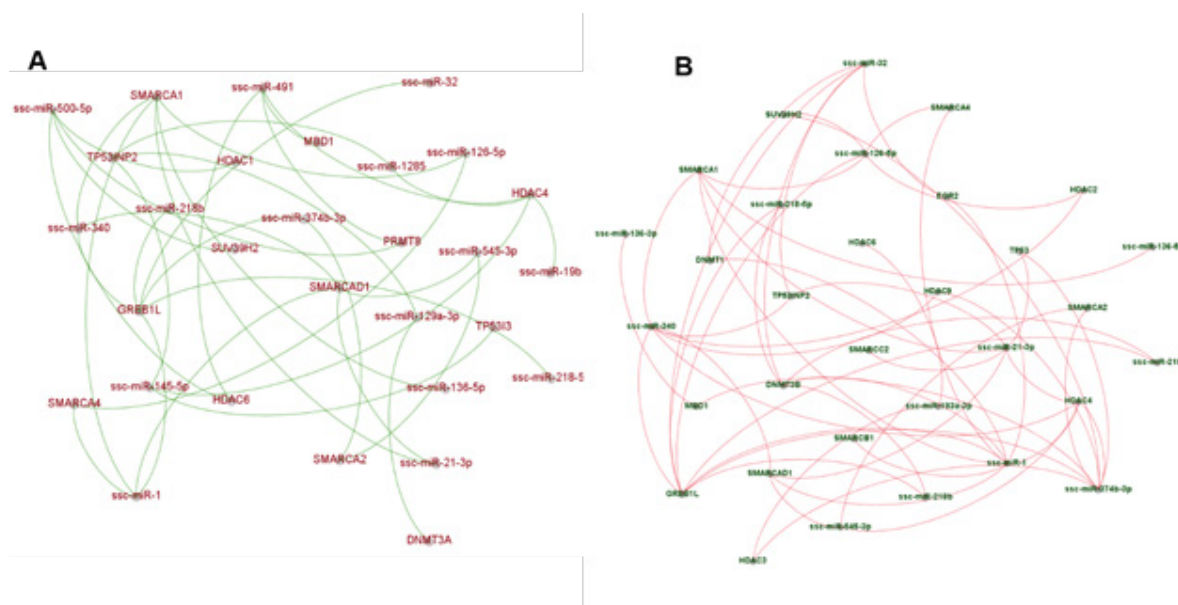 A
ssc-miR-32
ssc-miR-491
SMARCA1
ssc-miR-500-5p
MBD1
ssc-miR-126-5p
TP53INP2
HDAC1
ssc-miR-1285
HDAC4
ssc-miR-218b
ssc-miR-374b-3p
ssc-miR-340
PRMT8
SUV39H2
ssc-miR-545-3p
ssc-miR-19b
SMARCAD1
GREB1L
ssc-miR-129a-3p
TP53I3
ssc-miR-218-5
ssc-miR-145-5p
ssc-miR-136-5p
SMARCA4
HDAC6
SMARCA2
ssc-miR-21-3p
ssc-miR-1
DNMT3A
B
ssc-miR-32
SMARCA4
SUV39H2
ssc-miR-126-5p
SMARCA1
HDAC2
EGR2
ssc-miR-218-5p
ssc-miR-136-3p
HDAC6
TP53
DNMT1
TP53INP2
SMARCA2
ssc-miR-340
SMARCC2
ssc-miR-21-3p
DNMT3B
MBD1
HDAC4
SMARCB1
ssc-miR-1
SMARCAD1
GREB1L
ssc-miR-218b
ssc-miR-374b-3p
ssc-miR-545-3p
HDAC3